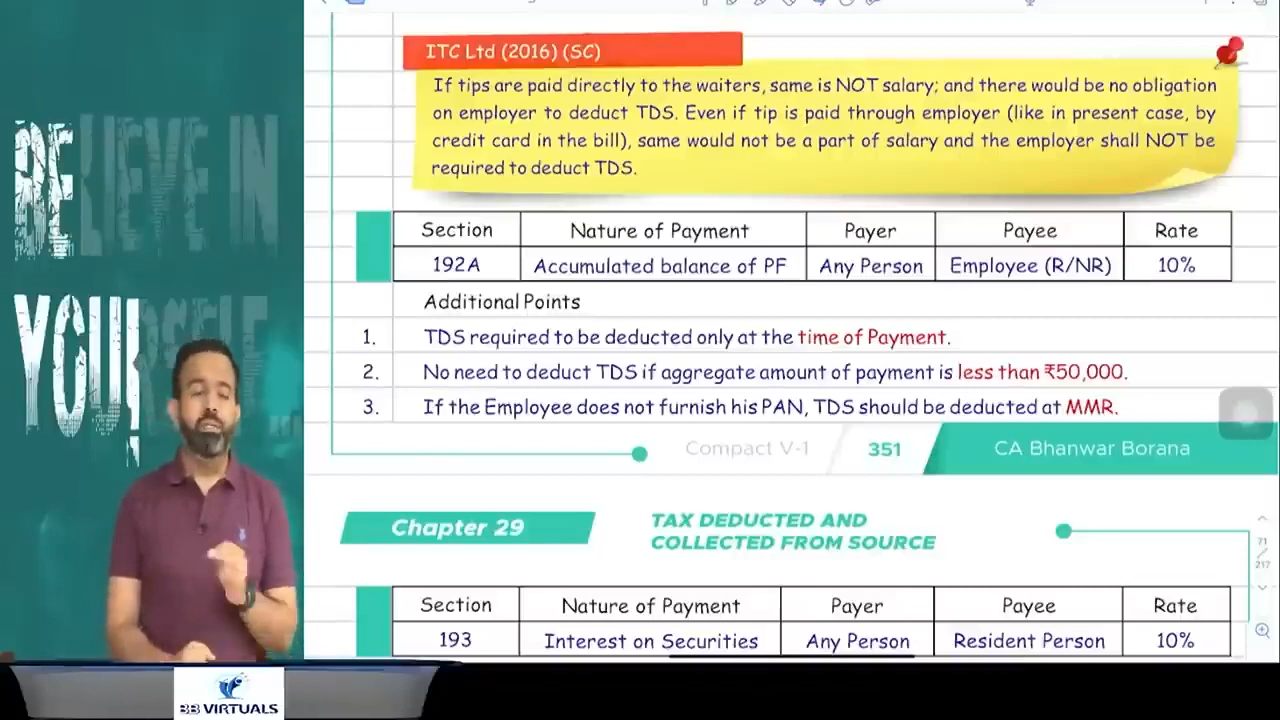 BELIEVE IN
YOURSELF
ITC Ltd (2016) (SC)
If tips are paid directly to the waiters, same is NOT salary; and there would be no obligation
on employer to deduct TDS. Even if tip is paid through employer (like in present case, by
credit card in the bill), same would not be a part of salary and the employer shall NOT be
required to deduct TDS.
Section Nature of Payment Payer Payee Rate
192A Accumulated balance of PF Any Person Employee (R/NR) 10%
Additional Points
1. TDS required to be deducted only at the time of Payment.
2. No need to deduct TDS if aggregate amount of payment is less than ₹50,000.
3. If the Employee does not furnish his PAN, TDS should be deducted at MMR.
Compact V-1 351 CA Bhanwar Borana
Chapter 29
TAX DEDUCTED AND
COLLECTED FROM SOURCE
71
/
217
Section Nature of Payment Payer Payee Rate
193 Interest on Securities Any Person Resident Person 10%
BB VIRTUALS